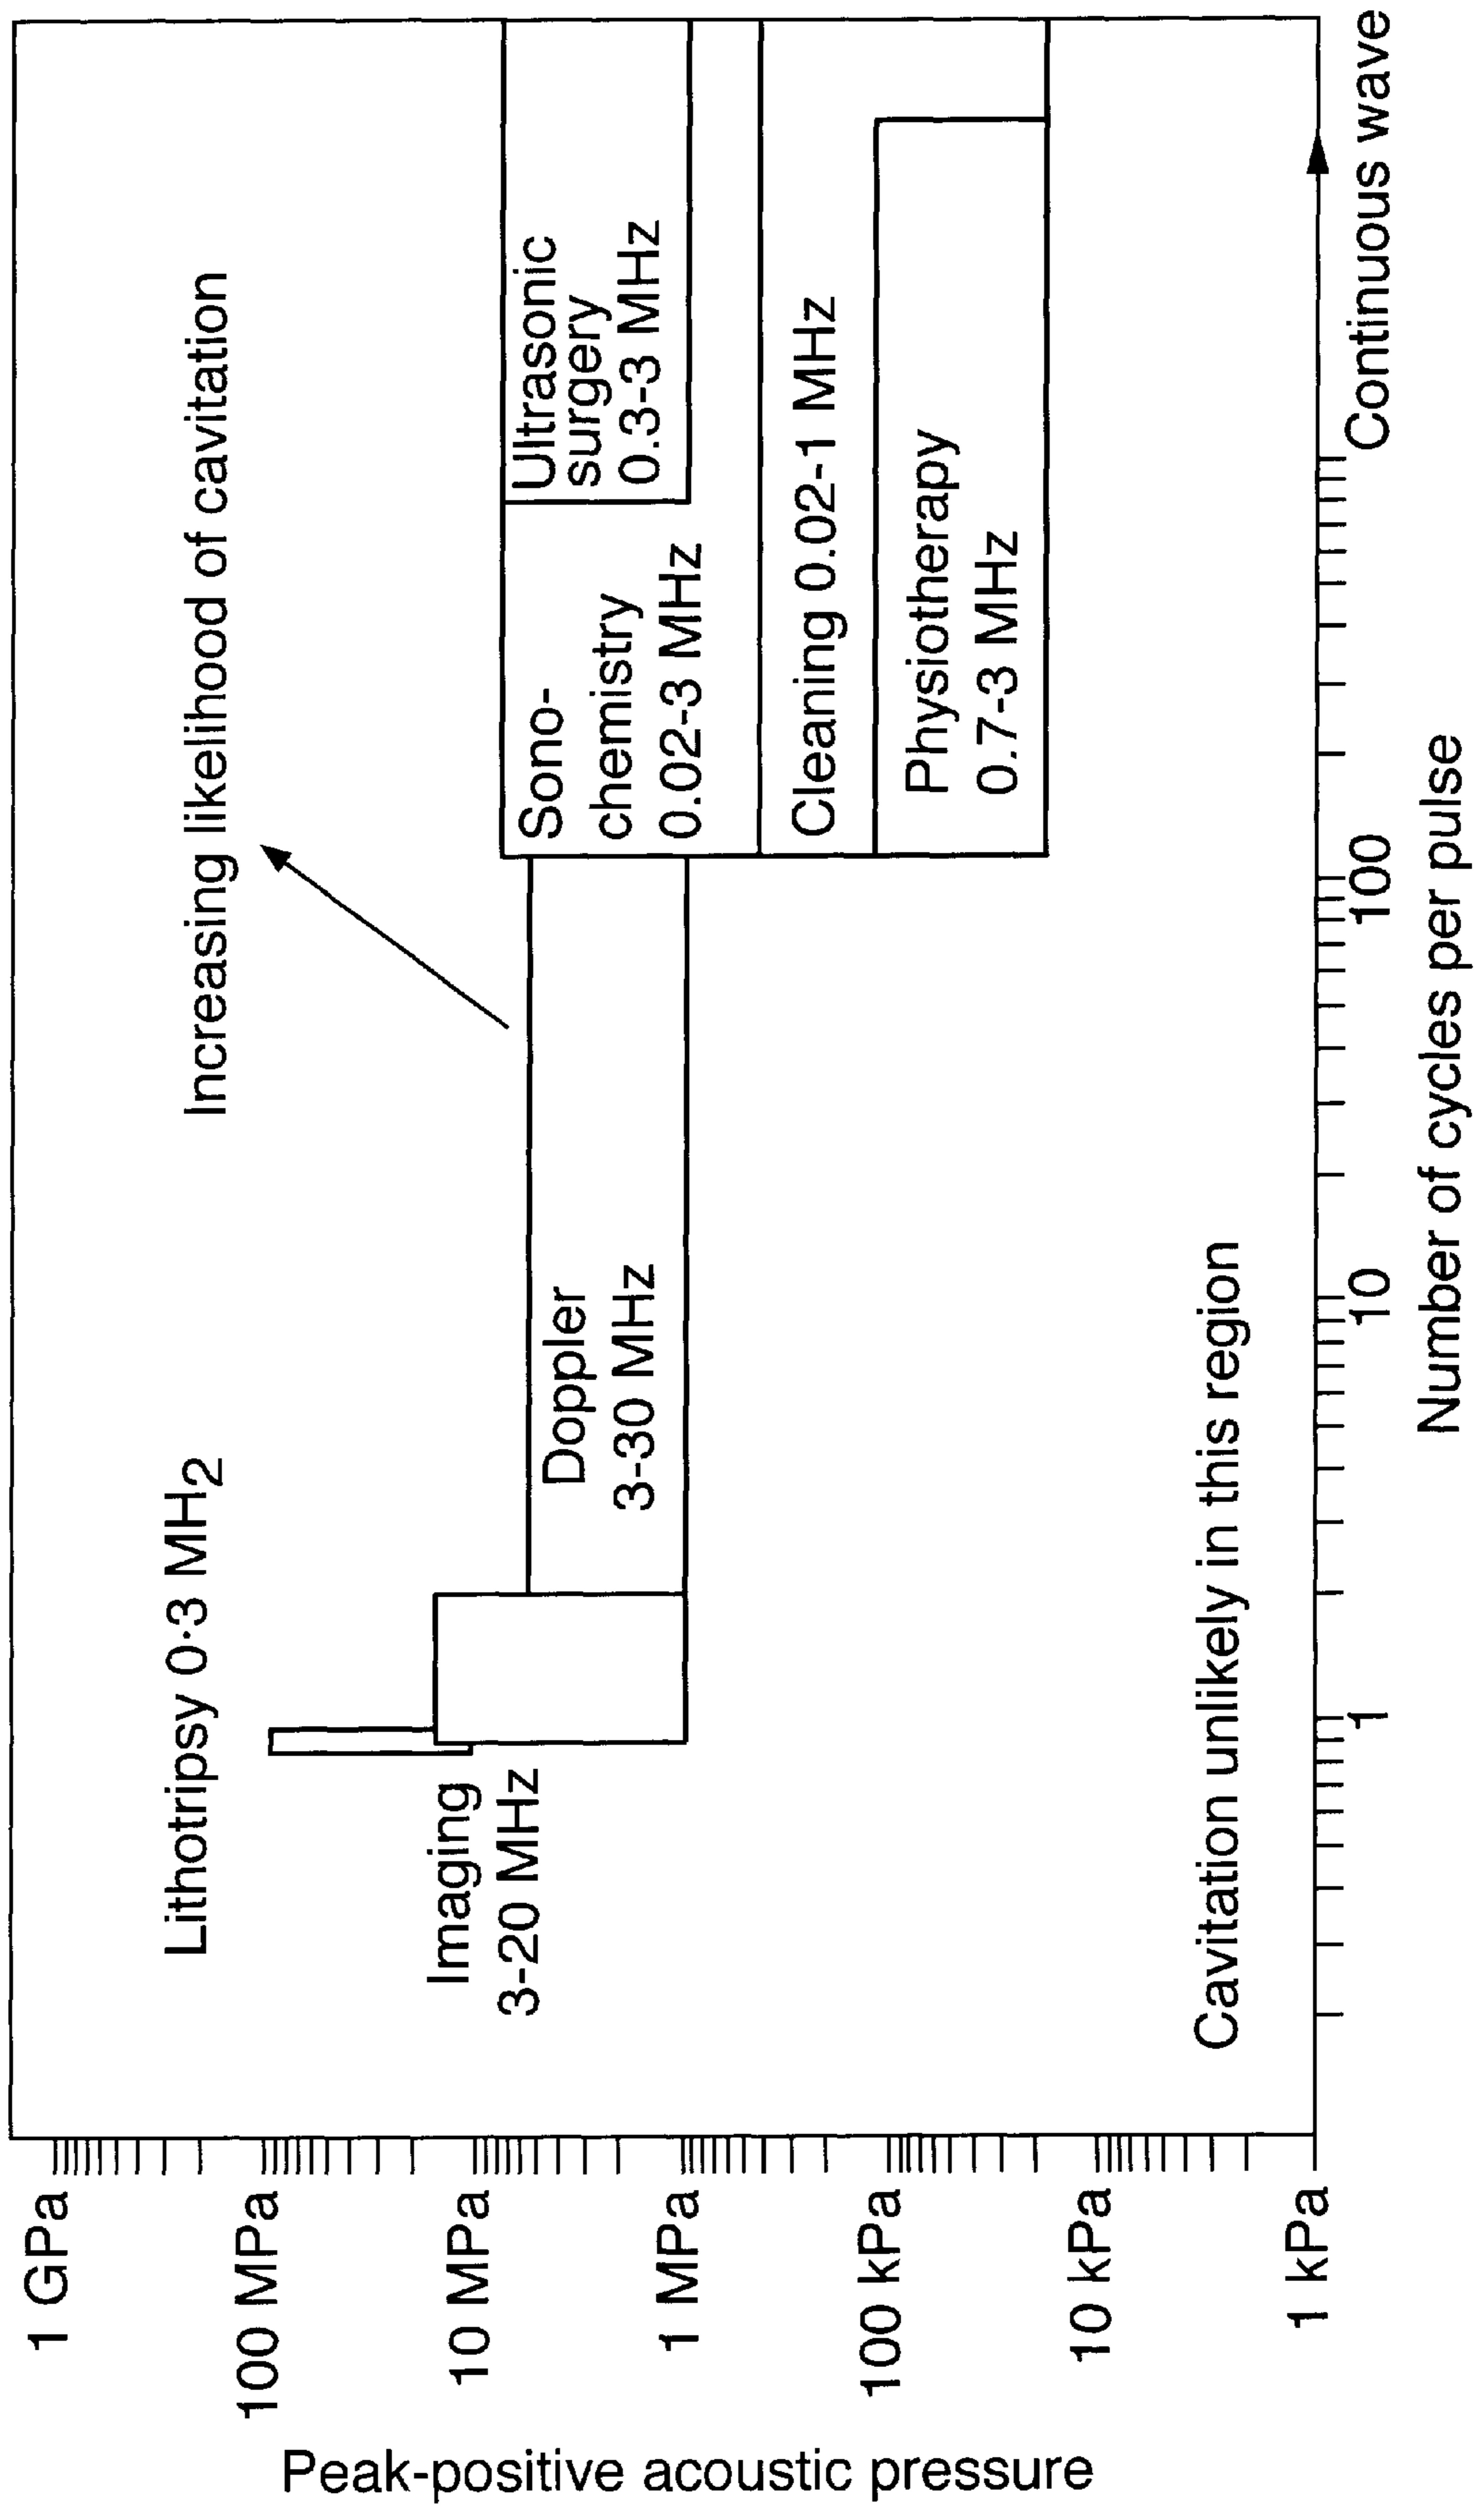 1 GPa
100 MPa
10 MPa
1 MPa
100 kPa
10 kPa
1 kPa
Peak-positive acoustic pressure
Lithotripsy 0·3 MH2
Increasing likelihood of cavitation
Imaging
3-20 MHz
Doppler
3-30 MHz
Sono-
chemistry
0.02-3 MHz
Ultrasonic
surgery
0.3-3 MHz
Cleaning 0.02-1 MHz
Physiotherapy
0.7-3 MHz
Cavitation unlikely in this region
1
10
100
Continuous wave
Number of cycles per pulse